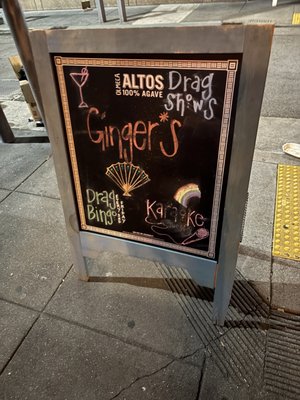 OLMECA
ALTOS
100% AGAVE
Drag
Shows
Ginger*s
Drag
Bingo
Karaoke